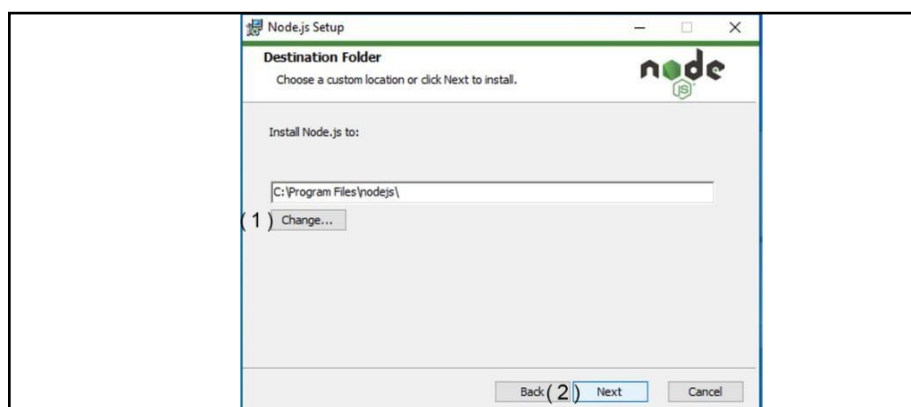 Node.js Setup
Destination Folder
Choose a custom location or click Next to install.
node
JS
Install Node.js to:
C:\Program Files\nodejs\
(1) Change...
Back (2) Next Cancel